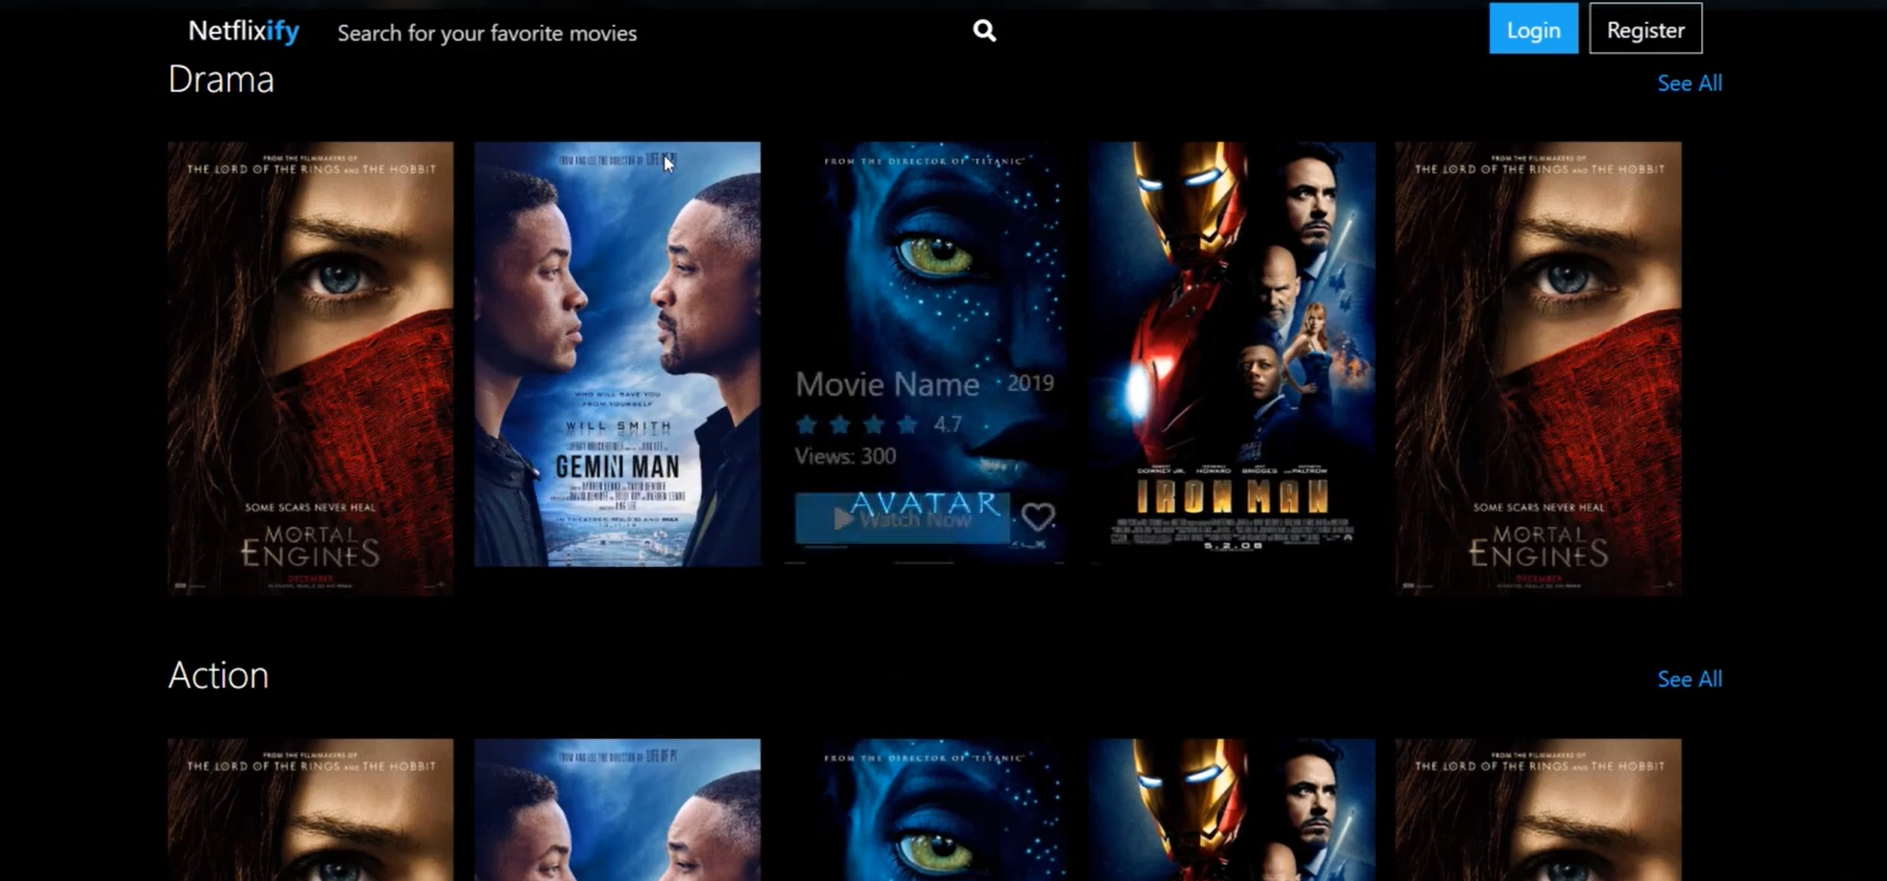 Netflixify
Search for your favorite movies
Login
Register
Drama
See All
FROM THE FILMMAKERS OF
THE LORD OF THE RINGS AND THE HOBBIT
SOME SCARS NEVER HEAL
MORTAL
ENGINES
DECEMBER
FROM ANG LEE THE DIRECTOR OF LIFE OF PI
WHO WILL SAVE YOU
FROM YOURSELF
WILL SMITH
GEMINI MAN
FROM THE DIRECTOR OF "TITANIC"
Movie Name
2019
4.7
Views: 300
AVATAR
Watch Now
IRON MAN
5.2.08
FROM THE FILMMAKERS OF
THE LORD OF THE RINGS AND THE HOBBIT
SOME SCARS NEVER HEAL
MORTAL
ENGINES
DECEMBER
Action
See All
FROM THE FILMMAKERS OF
THE LORD OF THE RINGS AND THE HOBBIT
FROM ANG LEE THE DIRECTOR OF LIFE OF PI
FROM THE DIRECTOR OF "TITANIC"
FROM THE FILMMAKERS OF
THE LORD OF THE RINGS AND THE HOBBIT